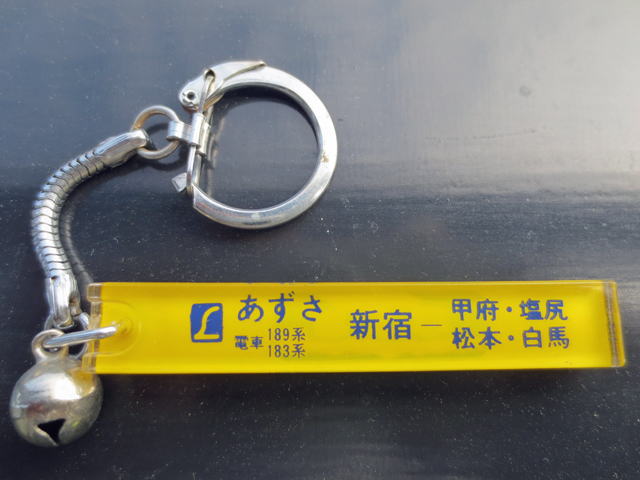 L あずさ
電車 189系
183系
新宿 ― 甲府・塩尻
松本・白馬